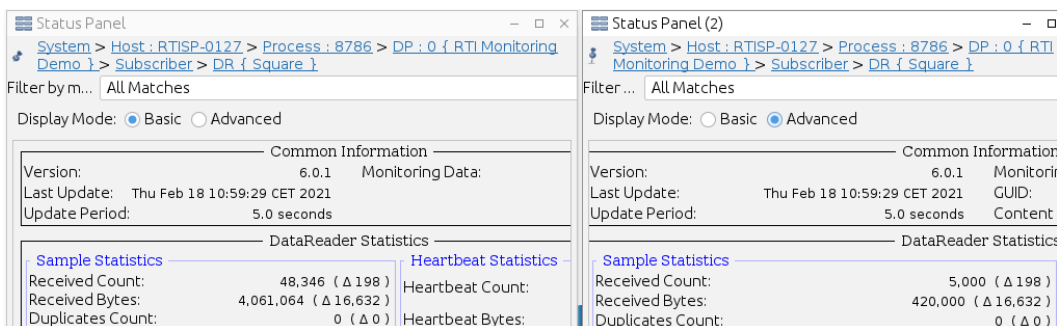 Status Panel
System > Host : RTISP-0127 > Process : 8786 > DP : 0 { RTI Monitoring
Demo } > Subscriber > DR { Square }
Filter by m... All Matches
Display Mode: Basic Advanced
Common Information
Version: 6.0.1 Monitoring Data:
Last Update: Thu Feb 18 10:59:29 CET 2021
Update Period: 5.0 seconds
DataReader Statistics
Sample Statistics Heartbeat Statistics
Received Count: 48,346 ( Δ 198 ) Heartbeat Count:
Received Bytes: 4,061,064 ( Δ 16,632 )
Duplicates Count: 0 ( Δ 0 ) Heartbeat Bytes:
Status Panel (2)
System > Host : RTISP-0127 > Process : 8786 > DP : 0 { RTI
Monitoring Demo } > Subscriber > DR { Square }
Filter ... All Matches
Display Mode: Basic Advanced
Common Information
Version: 6.0.1 Monitorin
Last Update: Thu Feb 18 10:59:29 CET 2021 GUID:
Update Period: 5.0 seconds Content
DataReader Statistics
Sample Statistics
Received Count: 5,000 ( Δ 198 )
Received Bytes: 420,000 ( Δ 16,632 )
Duplicates Count: 0 ( Δ 0 )